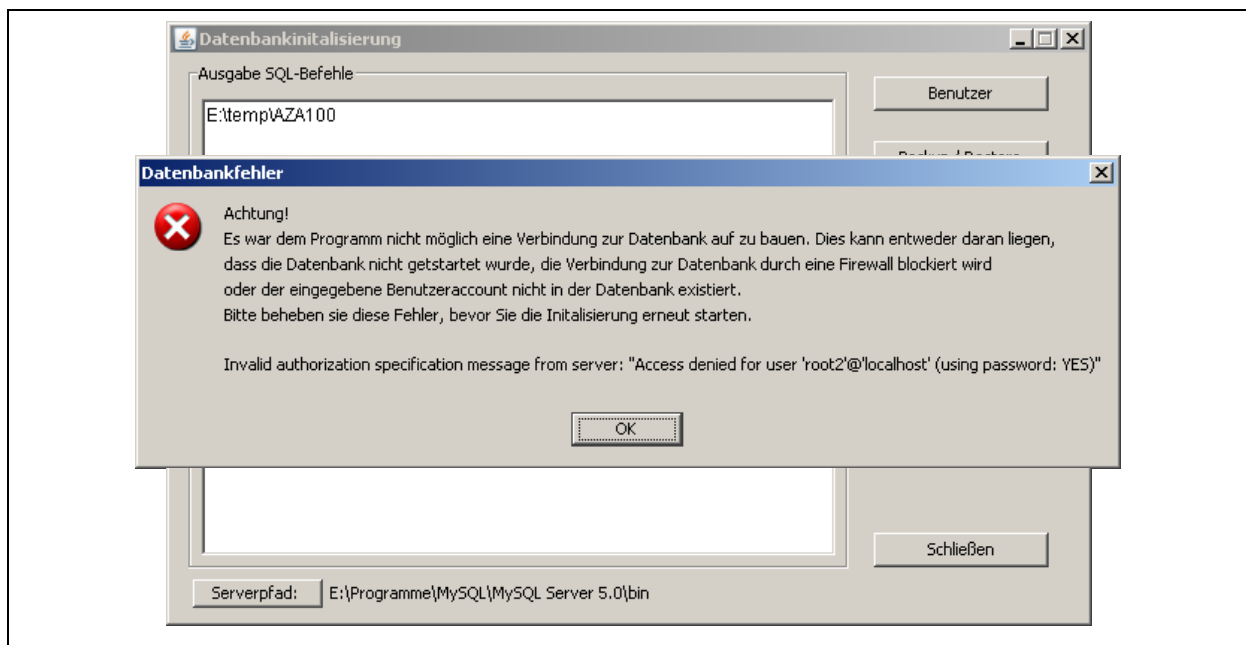 Datenbankinitalisierung
Ausgabe SQL-Befehle
E:\temp\AZA100
Benutzer
Datenbankfehler
Achtung!
Es war dem Programm nicht möglich eine Verbindung zur Datenbank auf zu bauen. Dies kann entweder daran liegen,
dass die Datenbank nicht getstartet wurde, die Verbindung zur Datenbank durch eine Firewall blockiert wird
oder der eingegebene Benutzeraccount nicht in der Datenbank existiert.
Bitte beheben sie diese Fehler, bevor Sie die Initalisierung erneut starten.
Invalid authorization specification message from server: "Access denied for user 'root2'@'localhost' (using password: YES)"
OK
Schließen
Serverpfad:
E:\Programme\MySQL\MySQL Server 5.0\bin